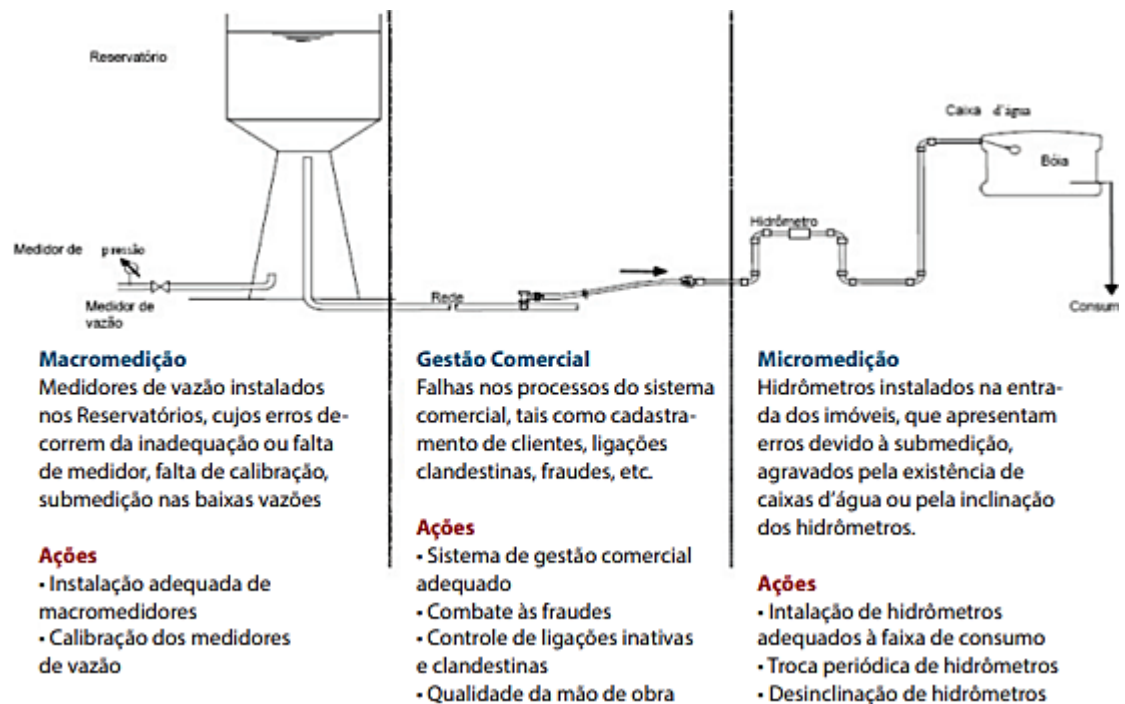 Reservatório
Medidor de pressão
Medidor de
vazão
Rede
Hidrômetro
Caixa d'água
Bóia
Consum
Macromedição
Medidores de vazão instalados
nos Reservatórios, cujos erros de-
correm da inadequação ou falta
de medidor, falta de calibração,
submedição nas baixas vazões
Ações
• Instalação adequada de
macromedidores
• Calibração dos medidores
de vazão
Gestão Comercial
Falhas nos processos do sistema
comercial, tais como cadastra-
mento de clientes, ligações
clandestinas, fraudes, etc.
Ações
• Sistema de gestão comercial
adequado
• Combate às fraudes
• Controle de ligações inativas
e clandestinas
• Qualidade da mão de obra
Micromedição
Hidrômetros instalados na entra-
da dos imóveis, que apresentam
erros devido à submedição,
agravados pela existência de
caixas d'água ou pela inclinação
dos hidrômetros.
Ações
• Intalação de hidrômetros
adequados à faixa de consumo
• Troca periódica de hidrômetros
• Desinclinação de hidrômetros